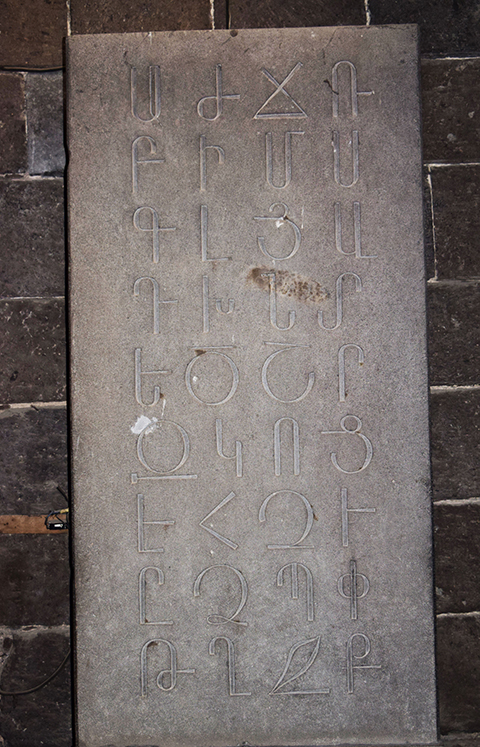 Ա Ժ Ճ Ռ
Բ Ի Մ Ս
Գ Լ Յ Վ
Դ Խ Ն Տ
Ե Ծ Շ Ր
Զ Կ Ո Ց
Է Հ Չ Ւ
Ը Ձ Պ Փ
Թ Ղ Ջ Ք